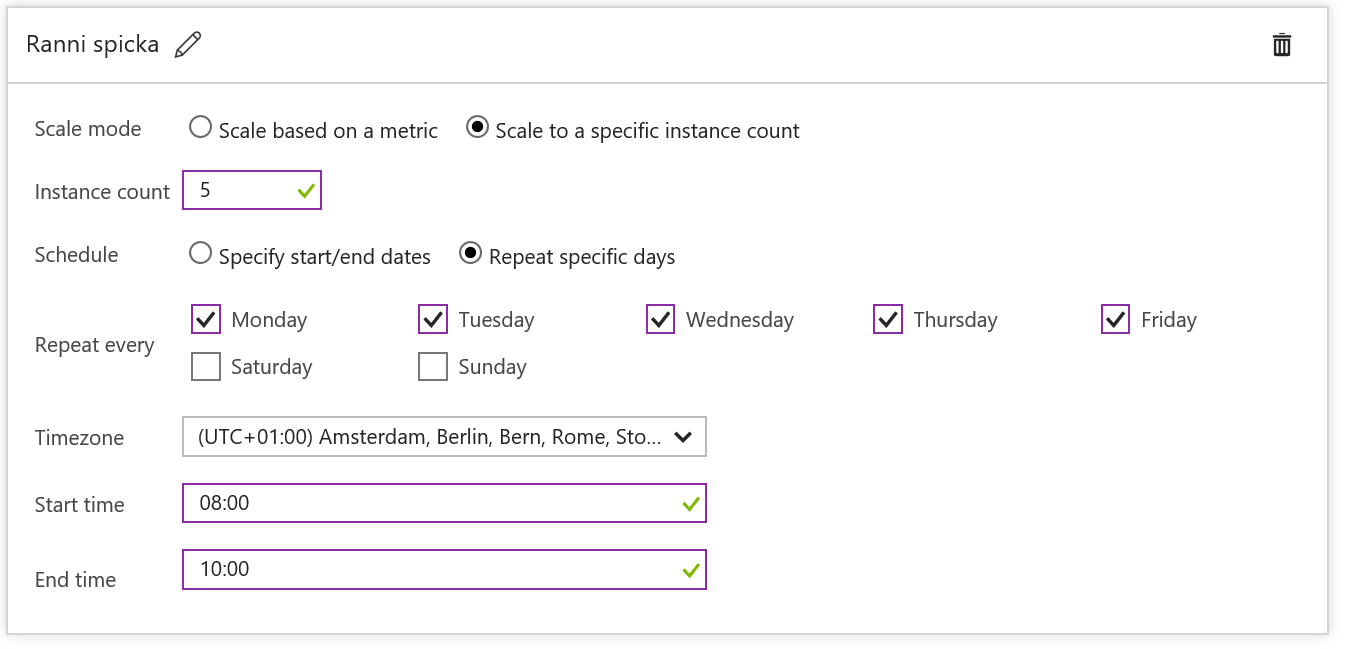 Ranni spicka
Scale mode Scale based on a metric Scale to a specific instance count
Instance count 5
Schedule Specify start/end dates Repeat specific days
Repeat every Monday Tuesday Wednesday Thursday Friday
Saturday Sunday
Timezone (UTC+01:00) Amsterdam, Berlin, Bern, Rome, Sto...
Start time 08:00
End time 10:00